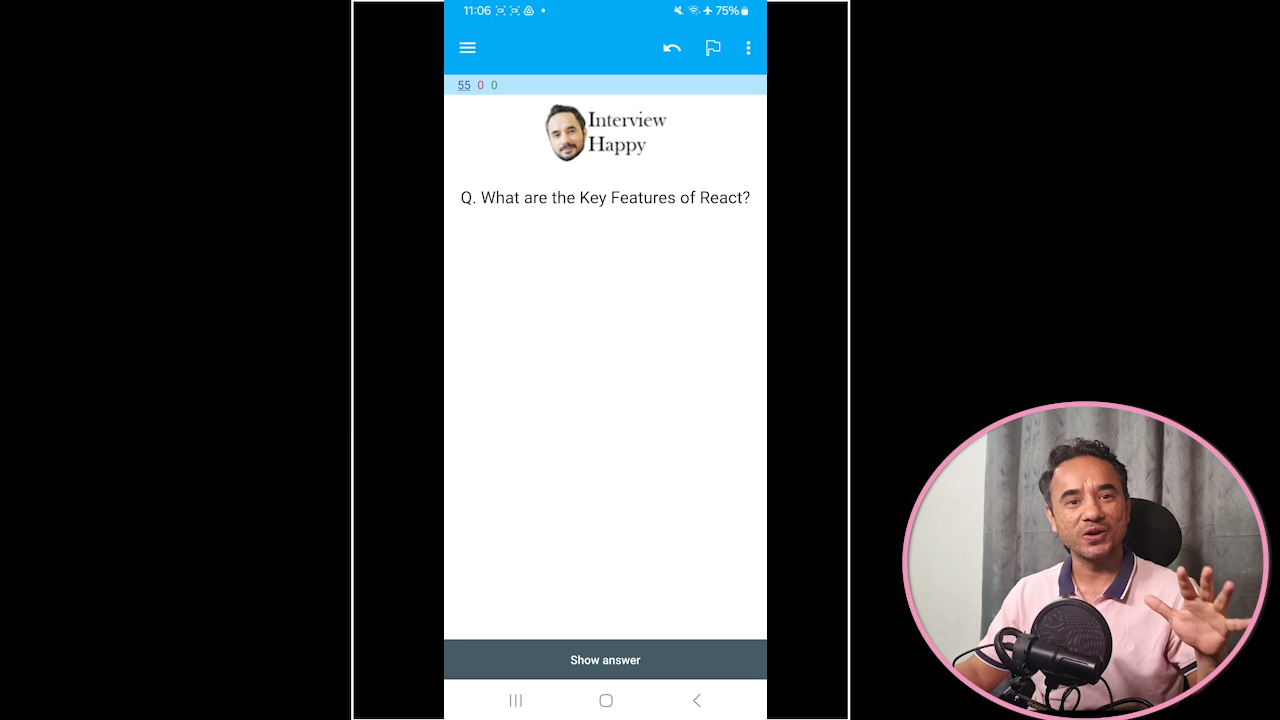 11:06 75%
55 0 0
Interview
Happy
Q. What are the Key Features of React?
Show answer